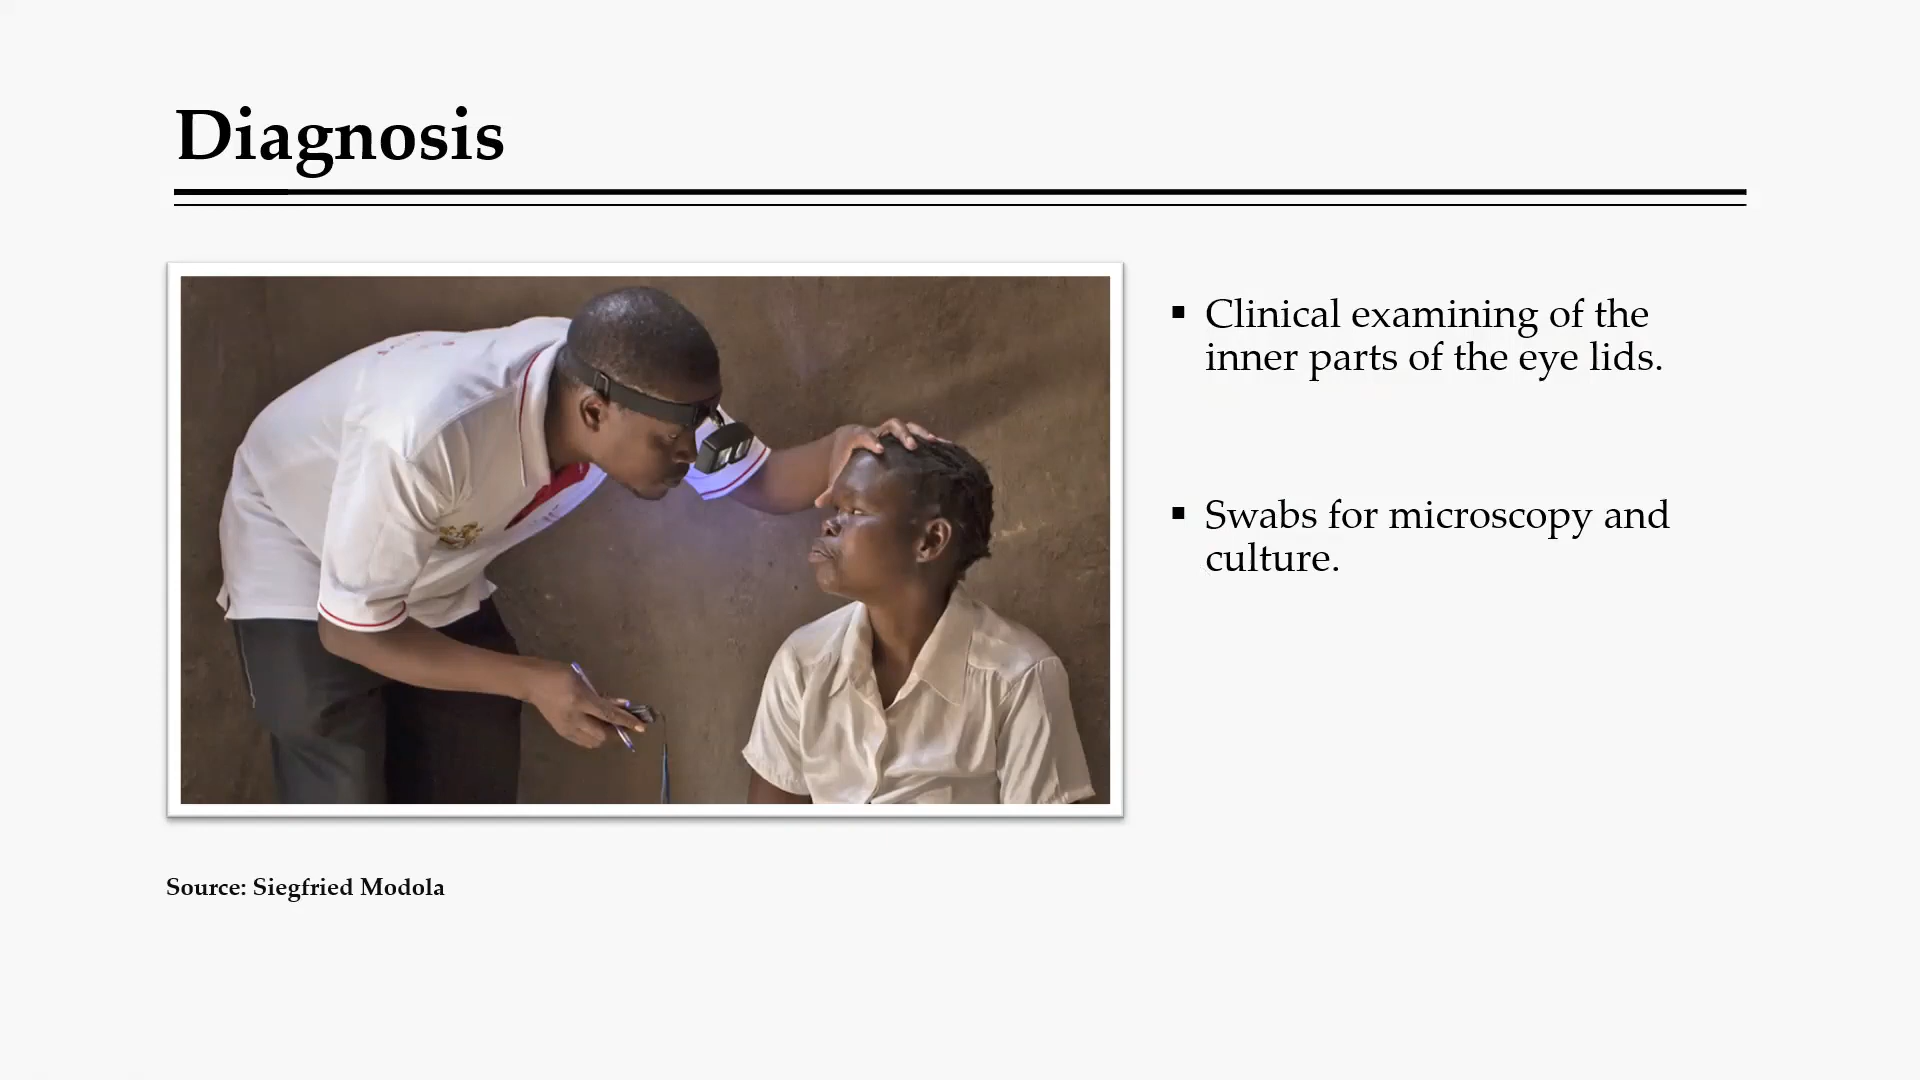 Diagnosis
▪ Clinical examining of the
inner parts of the eye lids.
▪ Swabs for microscopy and
culture.
Source: Siegfried Modola